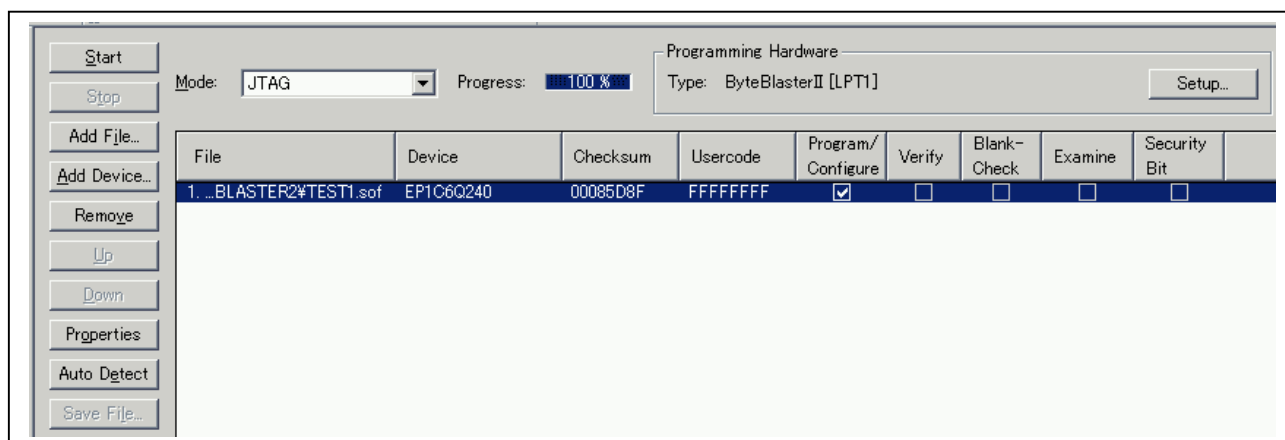 Start
Stop
Add File...
Add Device...
Remove
Up
Down
Properties
Auto Detect
Save File...
Mode: JTAG Progress: 100 %
Programming Hardware
Type: ByteBlasterII [LPT1] Setup...
File Device Checksum Usercode Program/ Configure Verify Blank- Check Examine Security Bit
1. ...BLASTER2¥TEST1.sof EP1C6Q240 00085D8F FFFFFFFF